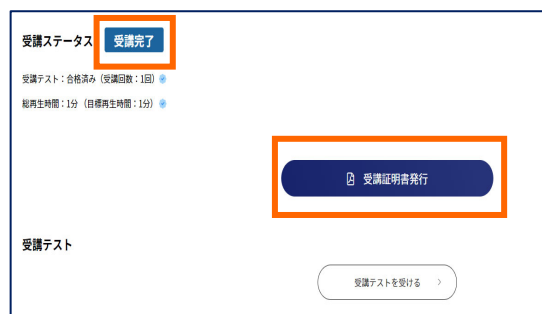 受講ステータス 受講完了
受講テスト：合格済み（受講回数：1回）
総再生時間：1分（目標再生時間：1分）
受講証明書発行
受講テスト
受講テストを受ける